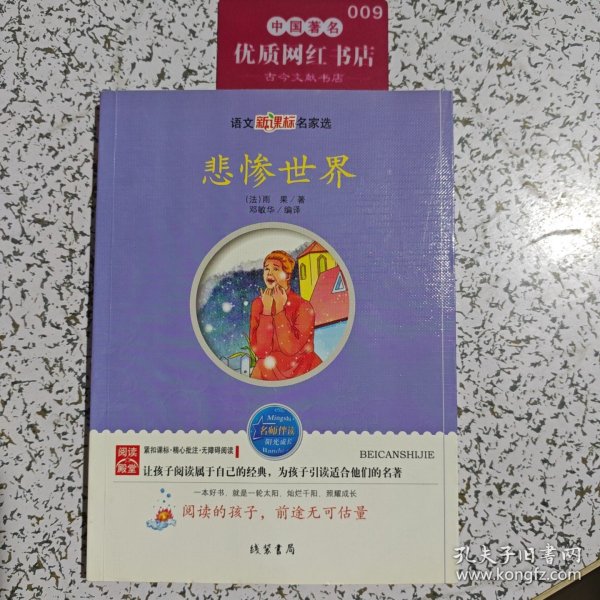 009
中国著名
优质网红书店
古今文献书店
语文新课标名家选
悲惨世界
(法)雨 果/著
邓敏华/编译
Mingshi
名师伴读
阳光成长
阅读
殿堂
紧扣课标·精心批注·无障碍阅读
BEICANSHIJIE
让孩子阅读属于自己的经典，为孩子引读适合他们的名著
一本好书，就是一轮太阳，灿烂千阳，照耀成长
阅读的孩子，前途无可估量
线装书局
孔夫子旧书网
www.kongfz.com